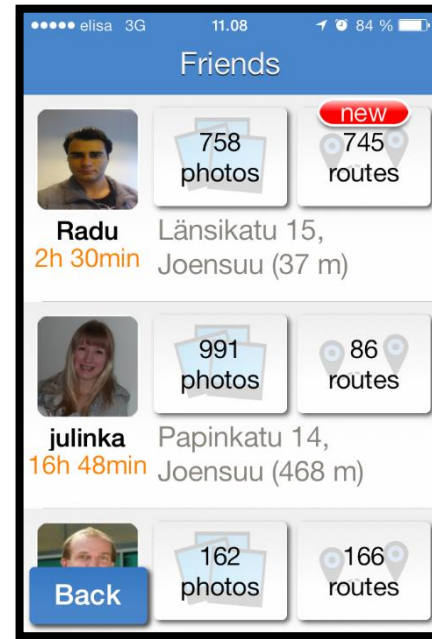 elisa 3G 11.08 84 %
Friends
new
758 745
photos routes
Radu Länsikatu 15,
2h 30min Joensuu (37 m)
991 86
photos routes
julinka Papinkatu 14,
16h 48min Joensuu (468 m)
162 166
Back photos routes